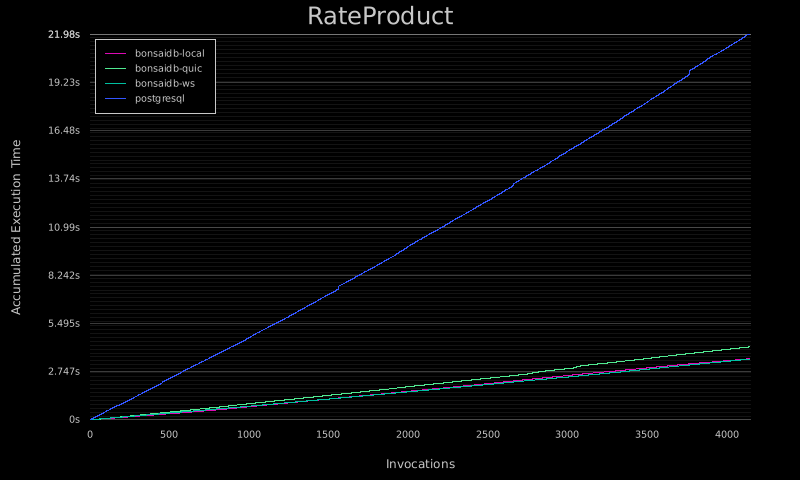 RateProduct
21.98s
19.23s
16.48s
13.74s
10.99s
8.242s
5.495s
2.747s
0s
bonsaidb-local
bonsaidb-quic
bonsaidb-ws
postgresql
Accumulated Execution Time
0 500 1000 1500 2000 2500 3000 3500 4000
Invocations